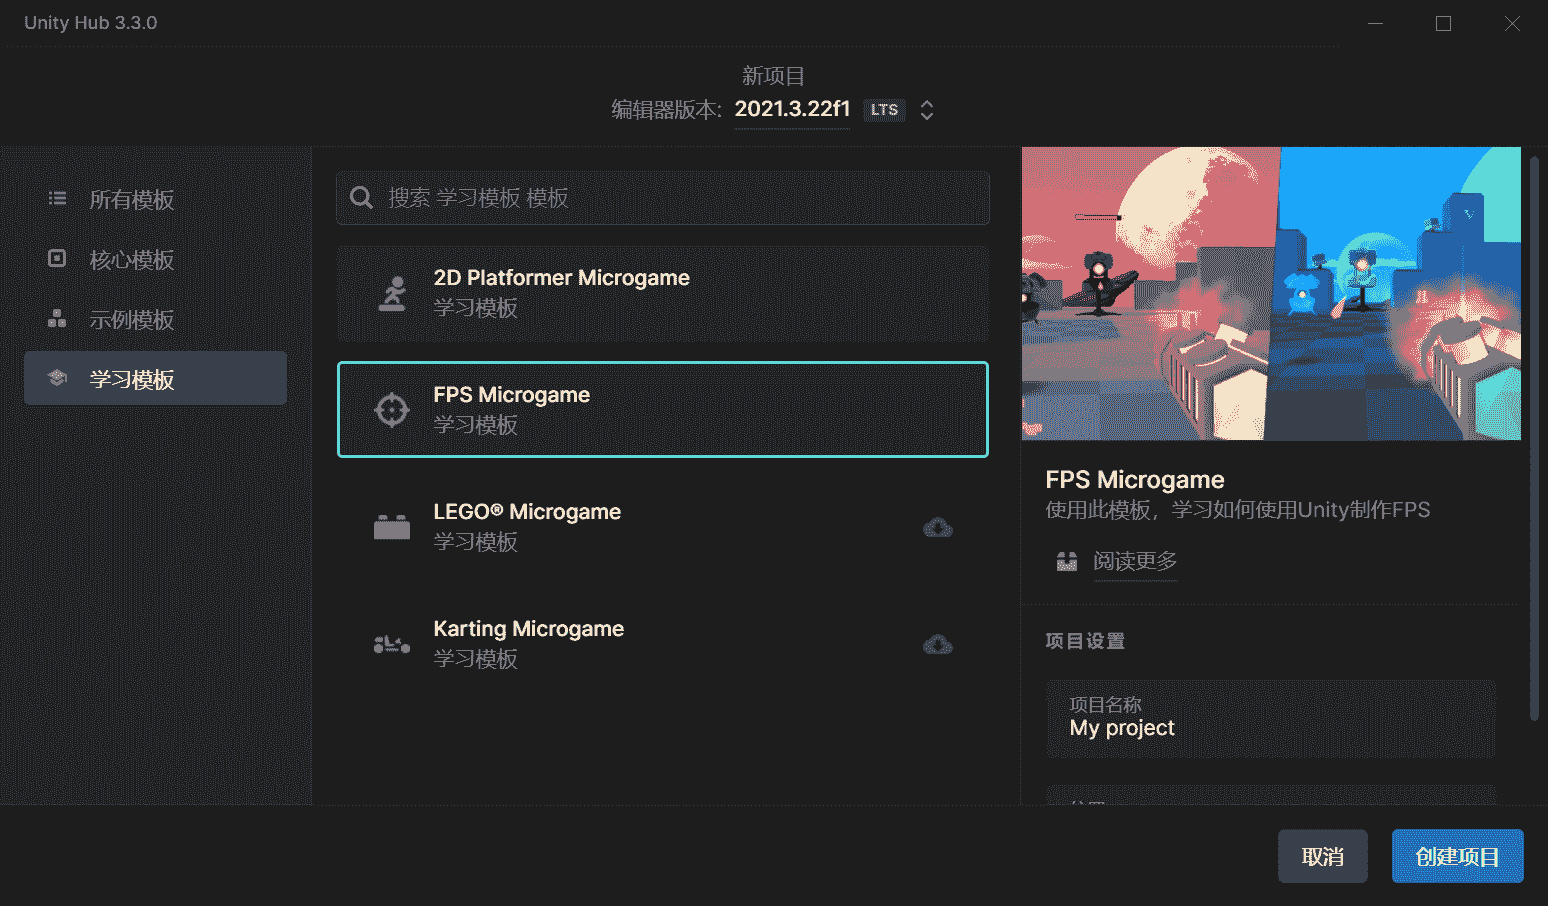 Unity Hub 3.3.0
新项目
编辑器版本: 2021.3.22f1 LTS
所有模板
核心模板
示例模板
学习模板
搜索 学习模板 模板
2D Platformer Microgame
学习模板
FPS Microgame
学习模板
LEGO® Microgame
学习模板
Karting Microgame
学习模板
FPS Microgame
使用此模板，学习如何使用Unity制作FPS
阅读更多
项目设置
项目名称
My project
取消
创建项目